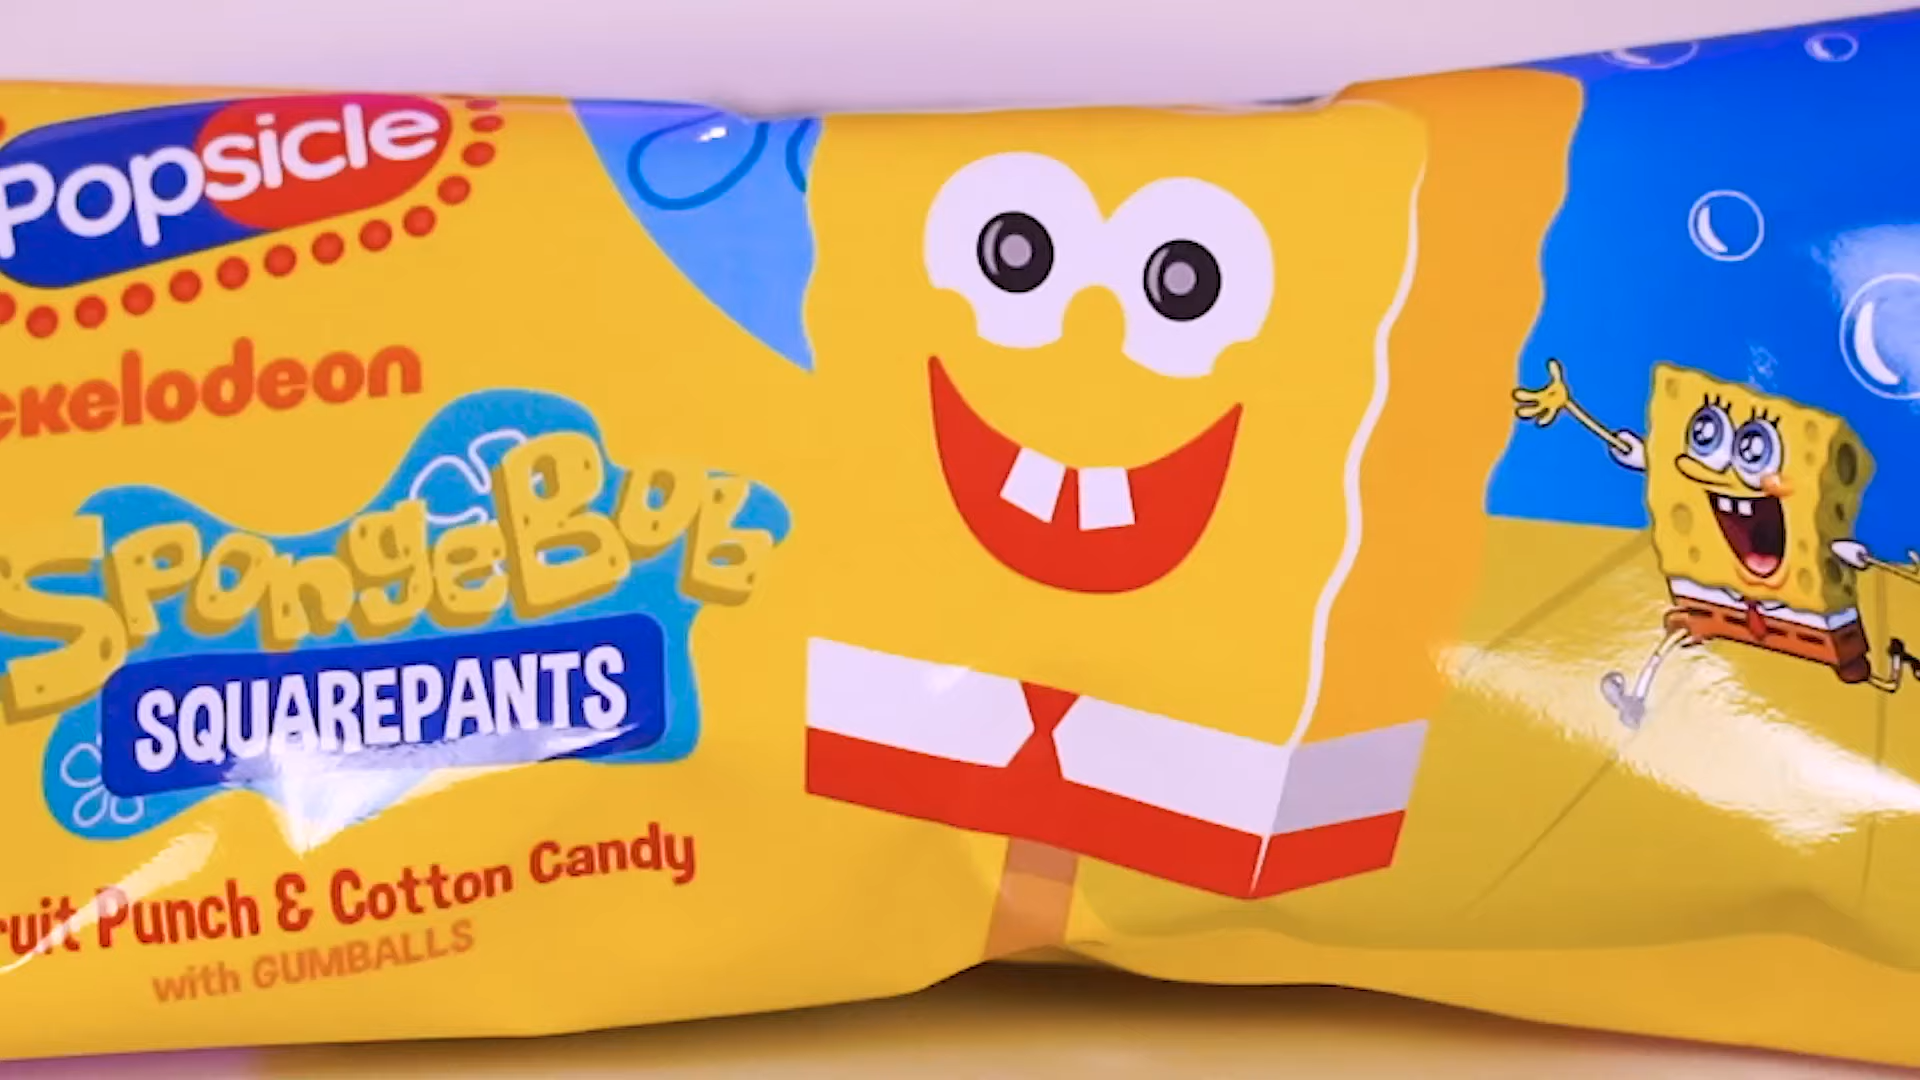 Popsicle
ckelodeon
SpongeBob
SQUAREPANTS
ruit Punch & Cotton Candy
with GUMBALLS